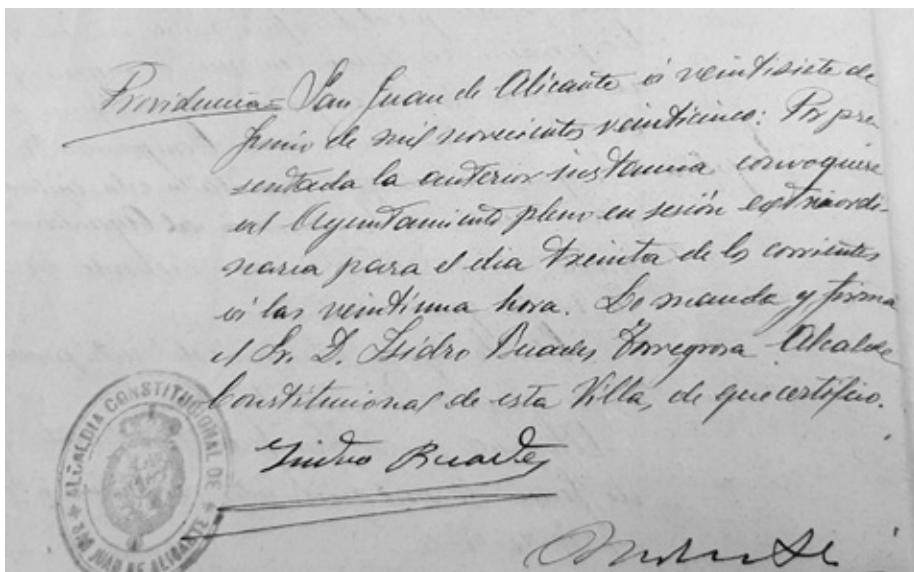 Providencia = San Juan de Alicante á veintisiete de
Junio de mil novecientos veinticinco: Por pre
sentada la anterior instancia convoquese
al Ayuntamiento pleno en sesión extraordi-
naria para el dia treinta de los corrientes
á las veintiuna hora. Lo manda y firma
el Sr. D. Isidro Buades Torregrosa Alcalde
Constitucional de esta Villa, de que certifico.
Isidro Buades
ALCALDIA CONSTITUCIONAL DE
SAN JUAN DE ALICANTE